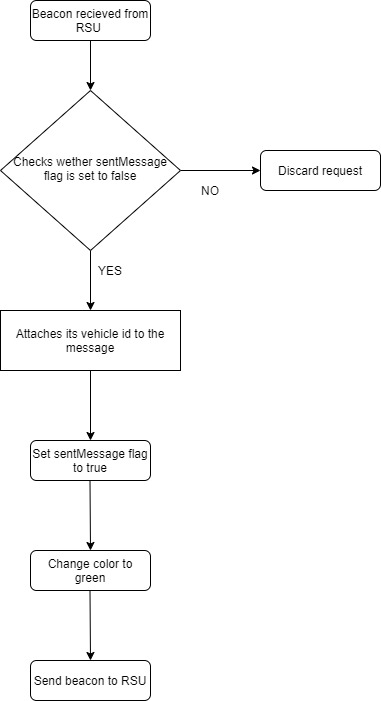 Beacon recieved from
RSU
Checks wether sentMessage
flag is set to false
Discard request
NO
YES
Attaches its vehicle id to the
message
Set sentMessage flag
to true
Change color to
green
Send beacon to RSU